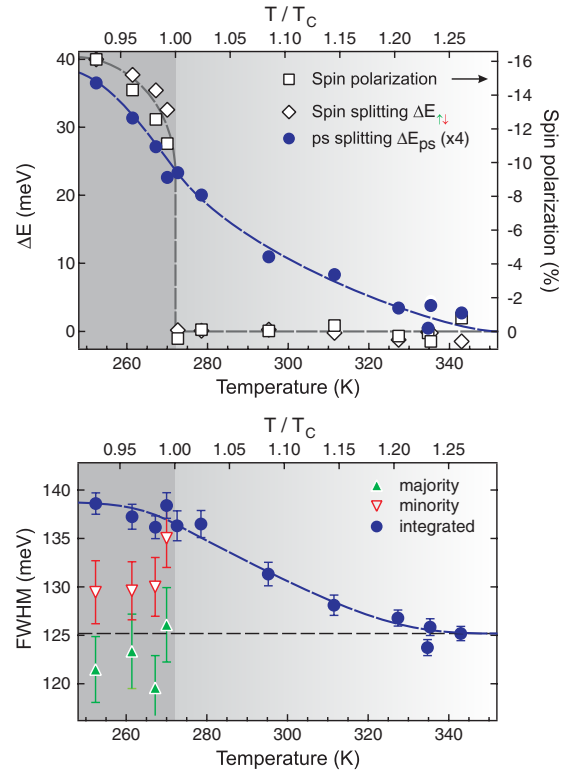 T / T_C
0.95 1.00 1.05 1.10 1.15 1.20 1.25
40
30
20
10
0
ΔE (meV)
-16
-14
-12
-10
-8
-6
-4
-2
0
Spin polarization (%)
Spin polarization
Spin splitting ΔE↑↓
ps splitting ΔE_ps (x4)
260 280 300 320 340
Temperature (K)
T / T_C
0.95 1.00 1.05 1.10 1.15 1.20 1.25
140
135
130
125
120
FWHM (meV)
majority
minority
integrated
260 280 300 320 340
Temperature (K)